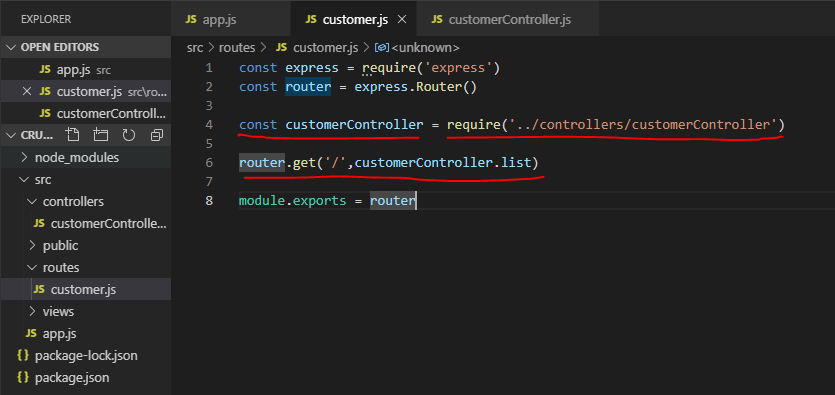 EXPLORER
JS app.js
JS customer.js
JS customerController.js
OPEN EDITORS
JS app.js src
JS customer.js src\ro...
JS customerControll...
CRU...
node_modules
src
controllers
JS customerControlle...
public
routes
JS customer.js
views
JS app.js
{} package-lock.json
{} package.json
src > routes > JS customer.js > <unknown>
1 const express = require('express')
2 const router = express.Router()
3
4 const customerController = require('../controllers/customerController')
5
6 router.get('/',customerController.list)
7
8 module.exports = router